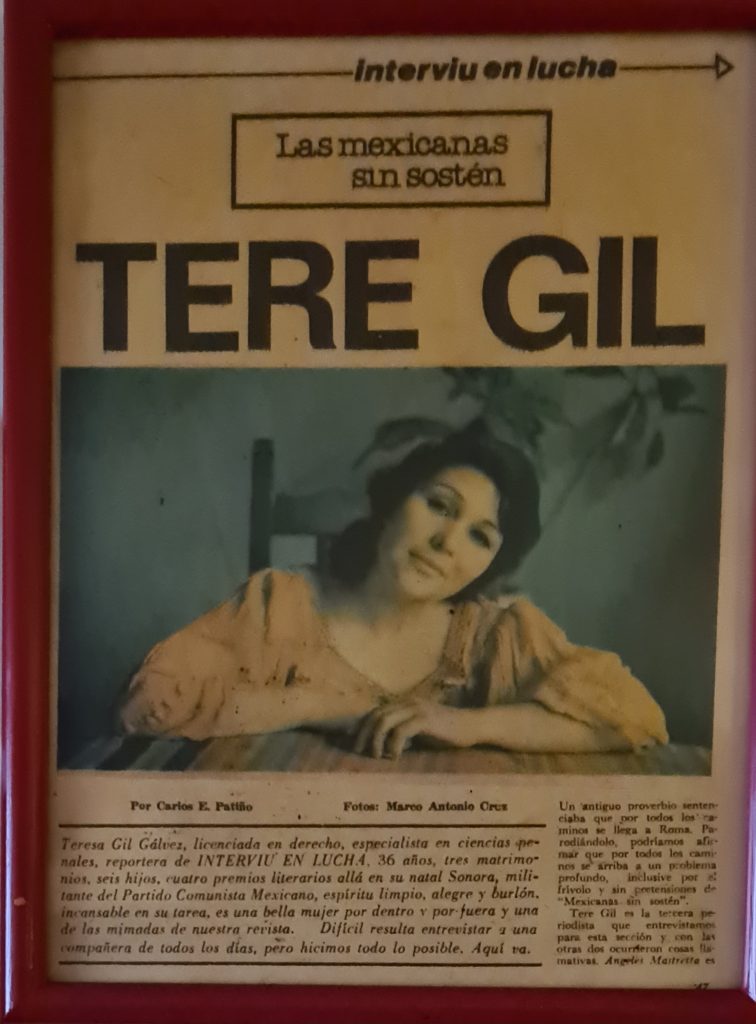 interviu en lucha
Las mexicanas
sin sostén
TERE GIL
Por Carlos E. Patiño
Fotos: Marco Antonio Cruz
Teresa Gil Gálvez, licenciada en derecho, especialista en ciencias pe-
nales, reportera de INTERVIU EN LUCHA, 36 años, tres matrimo-
nios, seis hijos, cuatro premios literarios allá en su natal Sonora, mili-
tante del Partido Comunista Mexicano, espíritu limpio, alegre y burlón,
incansable en su tarea, es una bella mujer por dentro y por fuera y una
de las mimadas de nuestra revista. Difícil resulta entrevistar a una
compañera de todos los días, pero hicimos todo lo posible. Aquí va.
Un antiguo proverbio senten-
ciaba que por todos los ca-
minos se llega a Roma. Pa-
rodiándolo, podríamos afir-
mar que por todos los cami-
nos se arriba a un problema
profundo, inclusive por el
frívolo y sin pretensiones de
"Mexicanas sin sostén".
Tere Gil es la tercera pe-
riodista que entrevistamos
para esta sección y con las
otras dos ocurrieron cosas lla-
mativas. Angeles Mastretta es
47